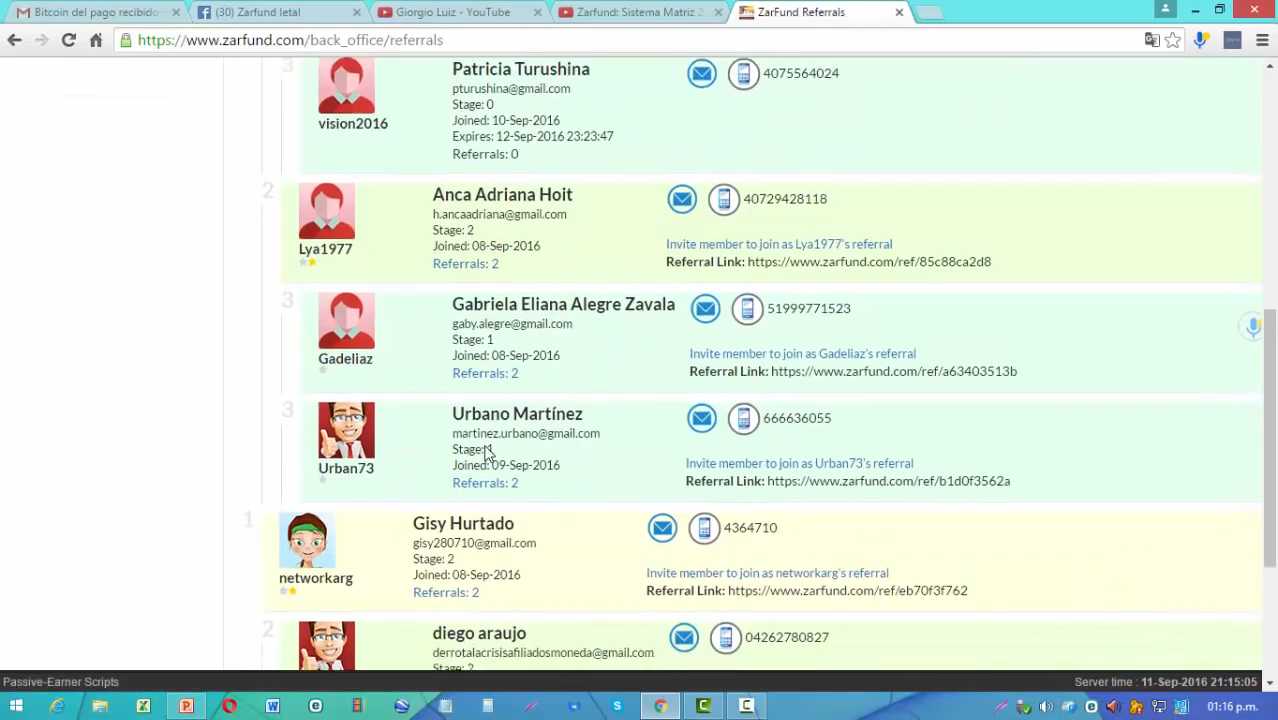 Bitcoin del pago recibido
(30) Zarfund letal
Giorgio Luiz - YouTube
Zarfund: Sistema Matriz 2
ZarFund Referrals
https://www.zarfund.com/back_office/referrals
3
Patricia Turushina
4075564024
pturushina@gmail.com
Stage: 0
vision2016
Joined: 10-Sep-2016
Expires: 12-Sep-2016 23:23:47
Referrals: 0
2
Anca Adriana Hoit
40729428118
h.ancaadriana@gmail.com
Stage: 2
Lya1977
Joined: 08-Sep-2016
Invite member to join as Lya1977's referral
Referrals: 2
Referral Link: https://www.zarfund.com/ref/85c88ca2d8
3
Gabriela Eliana Alegre Zavala
51999771523
gaby.alegre@gmail.com
Stage: 1
Gadeliaz
Joined: 08-Sep-2016
Invite member to join as Gadeliaz's referral
Referrals: 2
Referral Link: https://www.zarfund.com/ref/a63403513b
3
Urbano Martínez
666636055
martinez.urbano@gmail.com
Stage: 1
Urban73
Joined: 09-Sep-2016
Invite member to join as Urban73's referral
Referrals: 2
Referral Link: https://www.zarfund.com/ref/b1d0f3562a
1
Gisy Hurtado
4364710
gisy280710@gmail.com
Stage: 2
networkarg
Joined: 08-Sep-2016
Invite member to join as networkarg's referral
Referrals: 2
Referral Link: https://www.zarfund.com/ref/eb70f3f762
2
diego araujo
04262780827
derrotalacrisisafiliadosmoneda@gmail.com
Stage: 2
Passive-Earner Scripts
Server time : 11-Sep-2016 21:15:05
01:16 p.m.